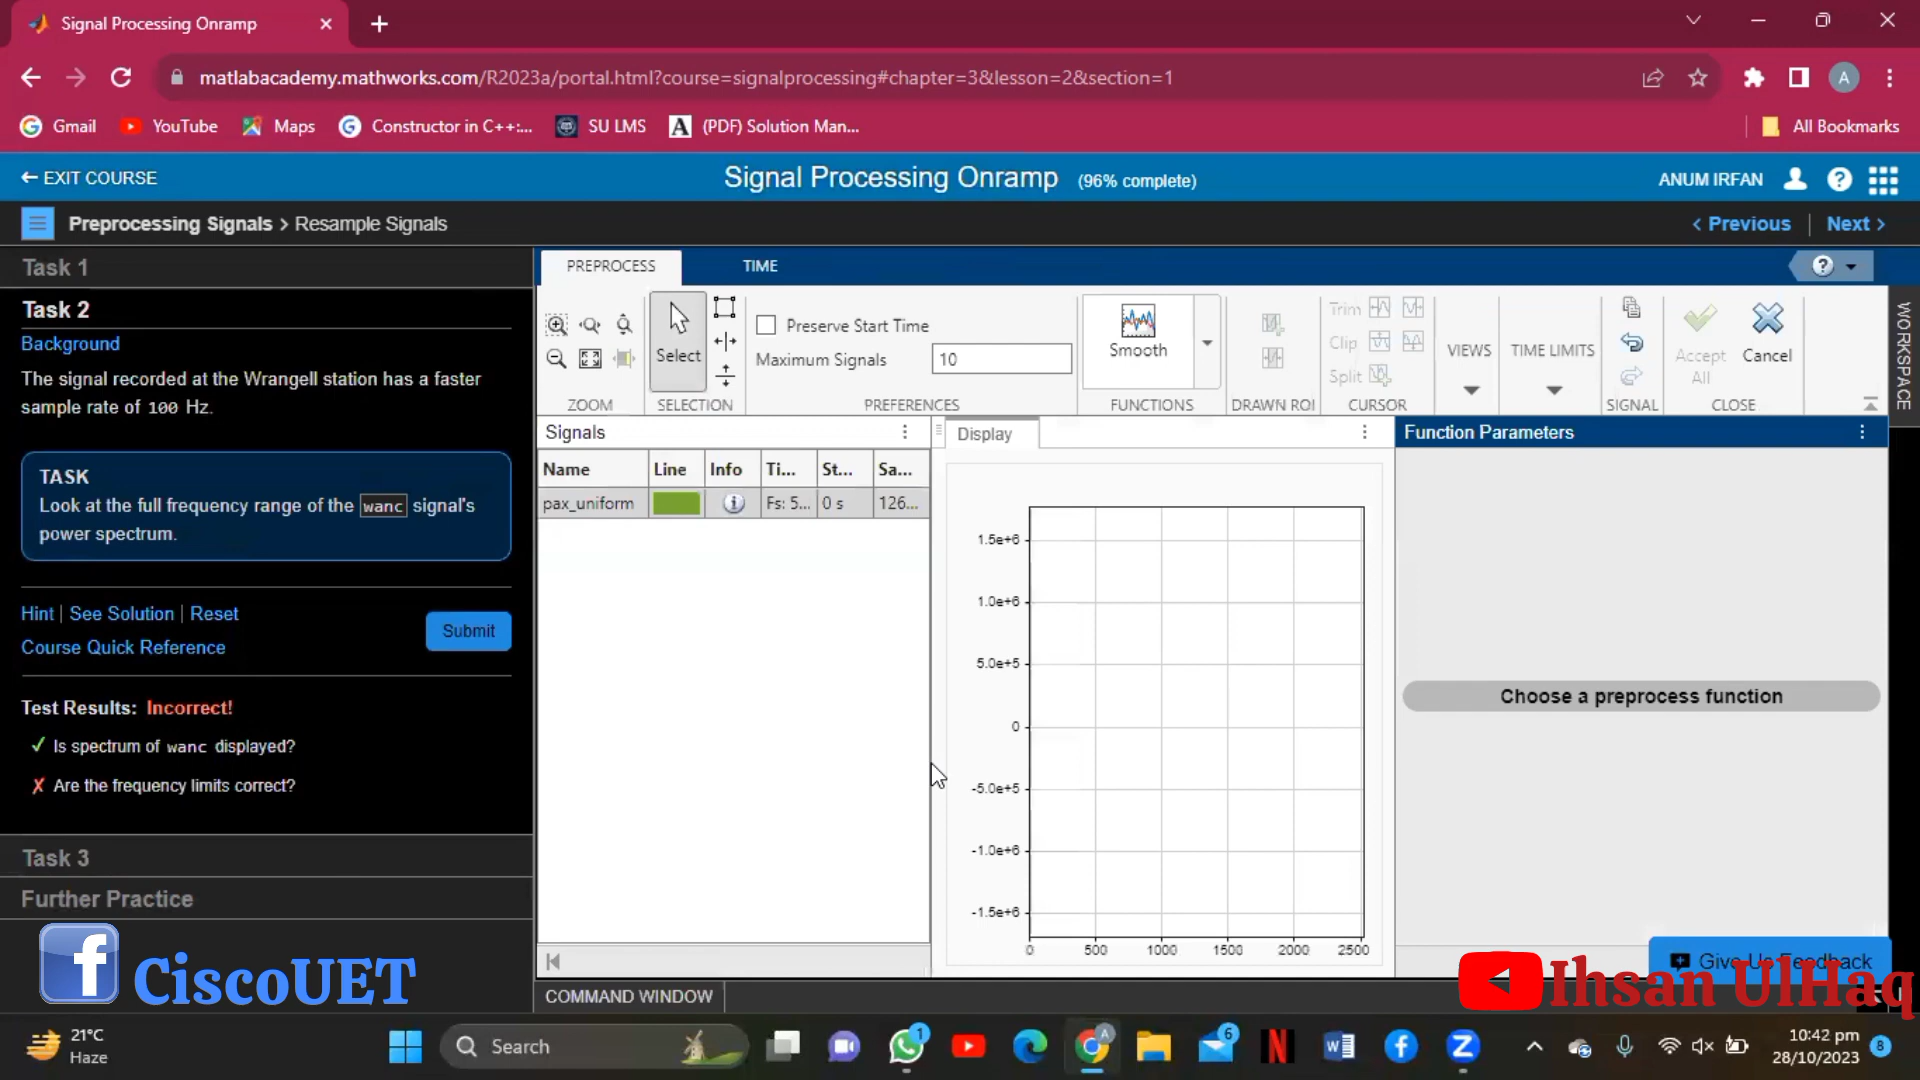 Signal Processing Onramp
matlabacademy.mathworks.com/R2023a/portal.html?course=signalprocessing#chapter=3&lesson=2&section=1
A
Gmail YouTube Maps Constructor in C++:... SU LMS (PDF) Solution Man... All Bookmarks
EXIT COURSE
Signal Processing Onramp (96% complete)
ANUM IRFAN
Preprocessing Signals > Resample Signals
< Previous | Next >
Task 1
Task 2
Background
The signal recorded at the Wrangell station has a faster
sample rate of 100 Hz.
TASK
Look at the full frequency range of the wanc signal's
power spectrum.
Hint | See Solution | Reset
Course Quick Reference
Submit
Test Results: Incorrect!
✓ Is spectrum of wanc displayed?
✗ Are the frequency limits correct?
Task 3
Further Practice
CiscoUET
PREPROCESS TIME
Select
Preserve Start Time
Maximum Signals 10
Smooth
Trim
Clip
Split
VIEWS
TIME LIMITS
Accept
All
Cancel
ZOOM SELECTION PREFERENCES FUNCTIONS DRAWN ROI CURSOR SIGNAL CLOSE
WORKSPACE
Signals
Name Line Info Ti... St... Sa...
pax_uniform Fs: 5... 0 s 126...
Display
1.5e+6
1.0e+6
5.0e+5
0
-5.0e+5
-1.0e+6
-1.5e+6
0 500 1000 1500 2000 2500
Function Parameters
Choose a preprocess function
Give Us Feedback
Ihsan UlHaq
COMMAND WINDOW
21°C
Haze
Search
1
A
6
10:42 pm
28/10/2023
8